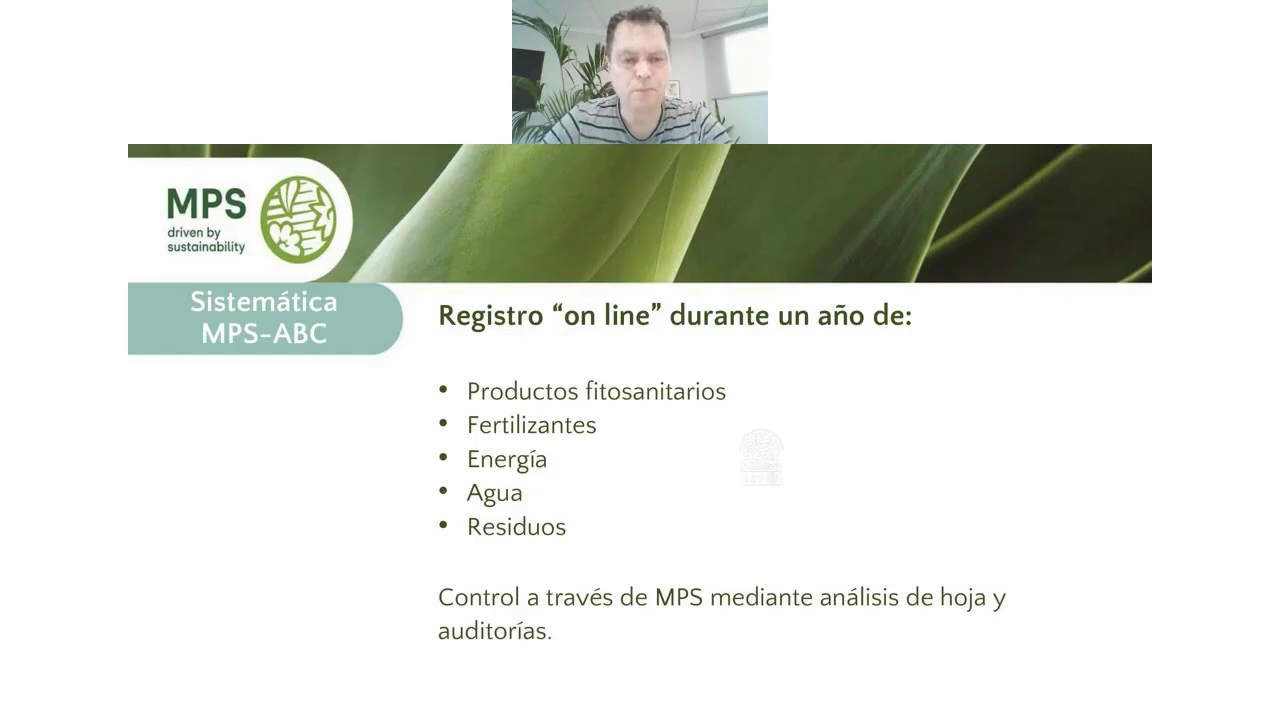 MPS
driven by
sustainability
Sistemática
MPS-ABC
Registro “on line” durante un año de:
• Productos fitosanitarios
• Fertilizantes
• Energía
• Agua
• Residuos
Control a través de MPS mediante análisis de hoja y
auditorías.